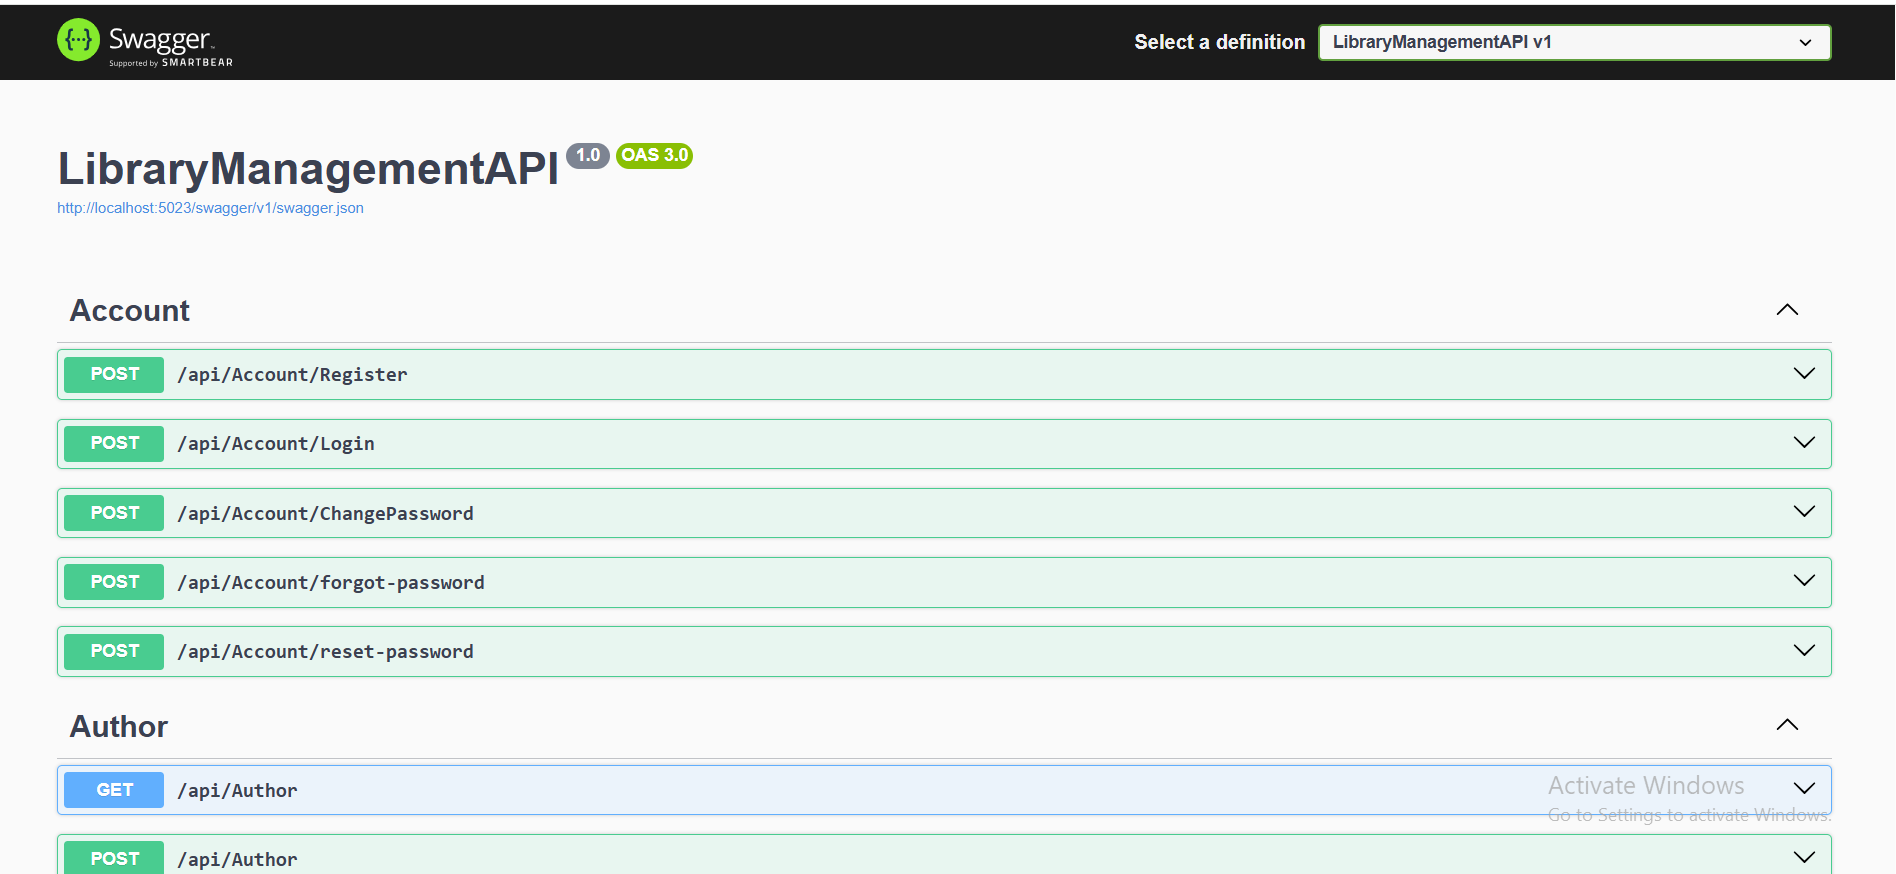 Swagger
Supported by SMARTBEAR
Select a definition
LibraryManagementAPI v1
LibraryManagementAPI 1.0 OAS 3.0
http://localhost:5023/swagger/v1/swagger.json
Account
POST /api/Account/Register
POST /api/Account/Login
POST /api/Account/ChangePassword
POST /api/Account/forgot-password
POST /api/Account/reset-password
Author
GET /api/Author
Activate Windows
Go to Settings to activate Windows.
POST /api/Author